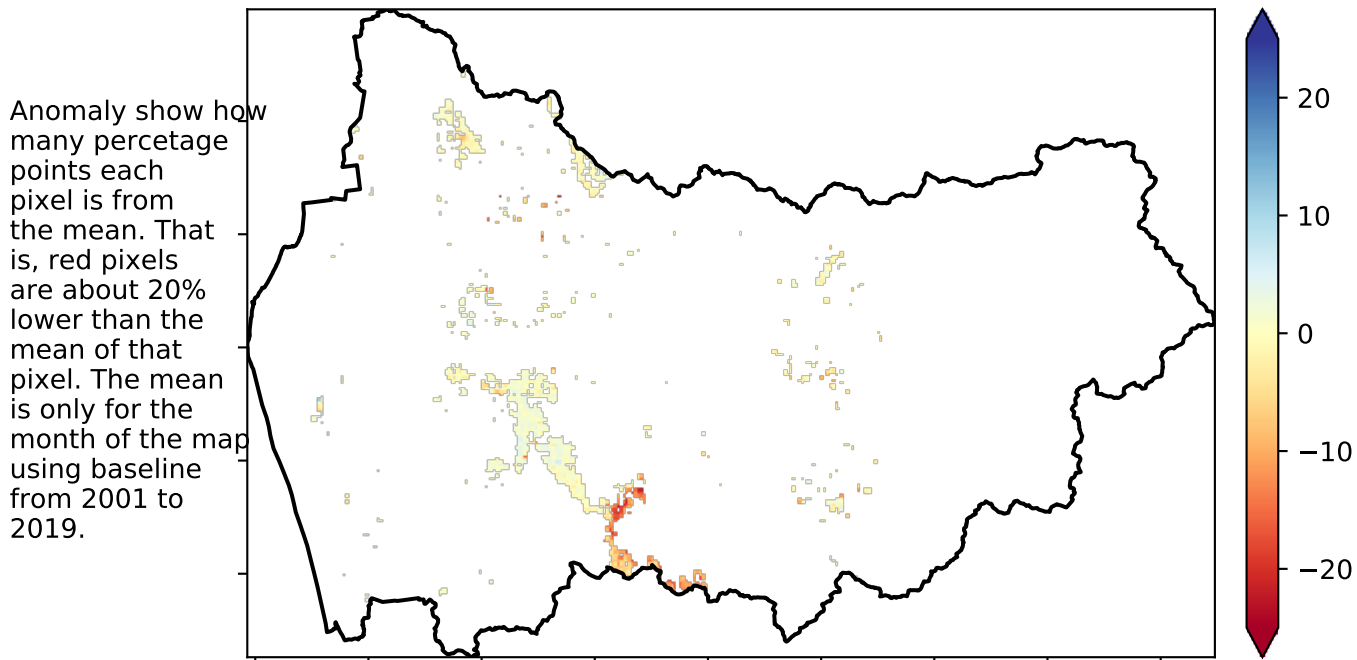 Anomaly show how
many percetage
points each
pixel is from
the mean. That
is, red pixels
are about 20%
lower than the
mean of that
pixel. The mean
is only for the
month of the map
using baseline
from 2001 to
2019.
20
10
0
−10
−20